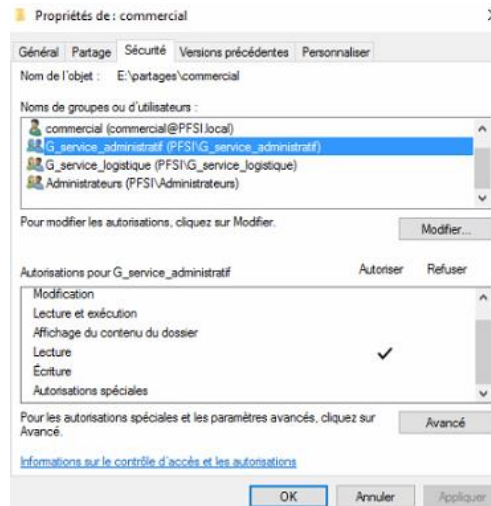 Propriétés de : commercial
Général Partage Sécurité Versions précédentes Personnaliser
Nom de l'objet : E:\partages\commercial
Noms de groupes ou d'utilisateurs :
commercial (commercial@PFSI.local)
G_service_administratif (PFSI\G_service_administratif)
G_service_logistique (PFSI\G_service_logistique)
Administrateurs (PFSI\Administrateurs)
Pour modifier les autorisations, cliquez sur Modifier.
Modifier...
Autorisations pour G_service_administratif Autoriser Refuser
Modification
Lecture et exécution
Affichage du contenu du dossier
Lecture
Écriture
Autorisations spéciales
Pour les autorisations spéciales et les paramètres avancés, cliquez sur
Avancé.
Avancé
Informations sur le contrôle d'accès et les autorisations
OK Annuler Appliquer